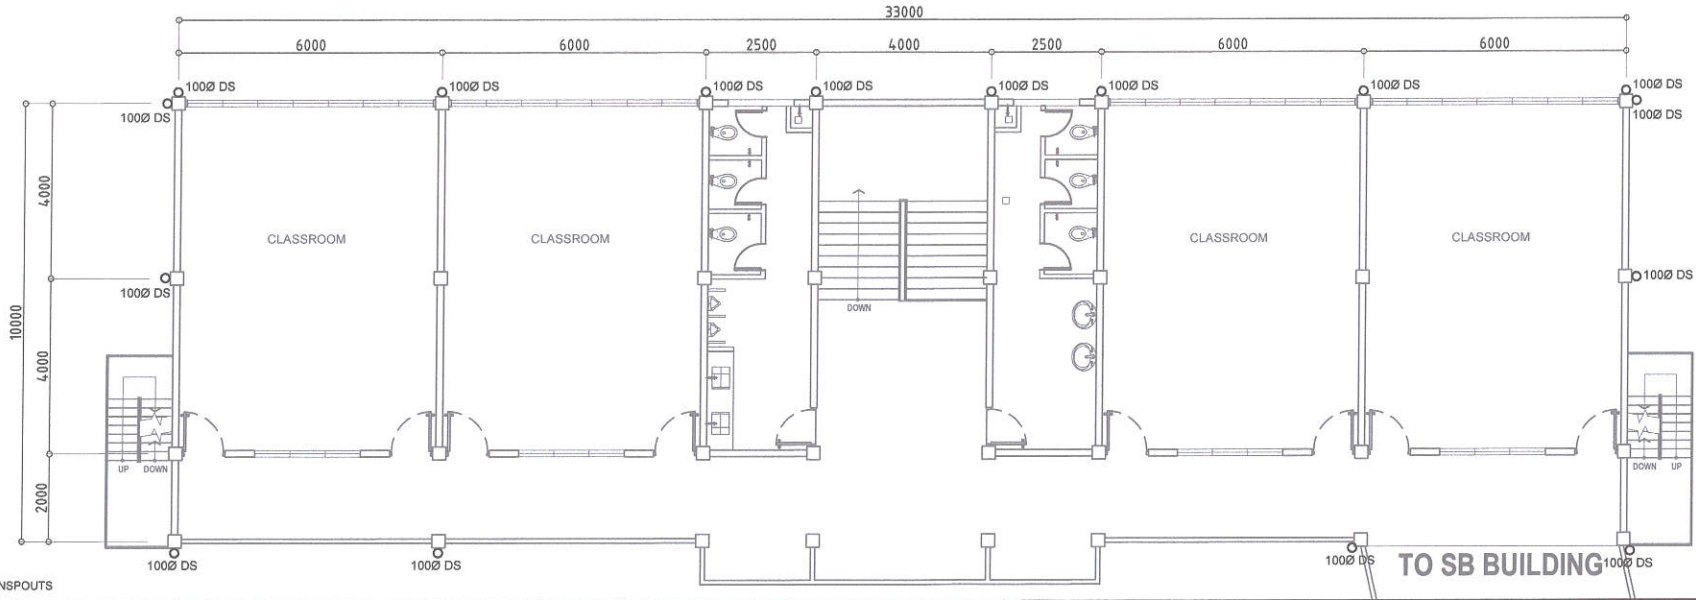 33000
6000 6000 2500 4000 2500 6000 6000
100Ø DS 100Ø DS 100Ø DS 100Ø DS 100Ø DS 100Ø DS 100Ø DS 100Ø DS
100Ø DS 100Ø DS
4000
CLASSROOM CLASSROOM CLASSROOM CLASSROOM
100Ø DS 100Ø DS
10000
DOWN
4000
UP DOWN DOWN UP
2000
100Ø DS 100Ø DS 100Ø DS TO SB BUILDING 100Ø DS
NSPOUTS